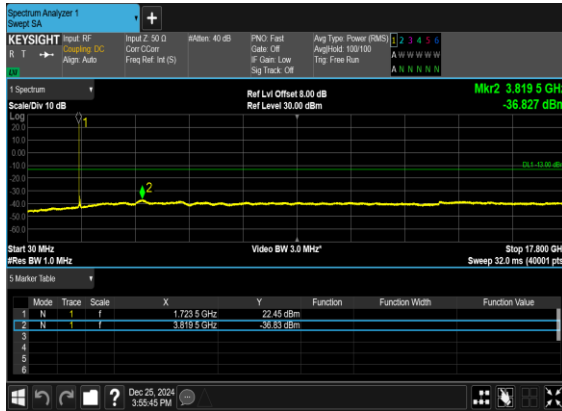 Spectrum Analyzer 1
Swept SA
+
KEYSIGHT Input: RF Input Z: 50 Ω #Atten: 40 dB PNO: Fast Avg Type: Power (RMS) 1 2 3 4 5 6
R T Coupling: DC Corr CCorr Gate: Off Avg|Hold: 100/100 A W W W W W
Align: Auto Freq Ref: Int (S) IF Gain: Low Trig: Free Run
LXI Sig Track: Off A N N N N N
1 Spectrum Ref Lvl Offset 8.00 dB Mkr2 3.819 5 GHz
Scale/Div 10 dB Ref Level 30.00 dBm -36.827 dBm
Log
20.0
10.0
0.00
-10.0
-20.0
-30.0
-40.0
-50.0
-60.0
1
DL1 -13.00 dBm
2
Start 30 MHz Video BW 3.0 MHz* Stop 17.800 GHz
#Res BW 1.0 MHz Sweep 32.0 ms (40001 pts)
5 Marker Table
Mode Trace Scale X Y Function Function Width Function Value
1 N 1 f 1.723 5 GHz 22.45 dBm
2 N 1 f 3.819 5 GHz -36.83 dBm
3
4
5
6
? Dec 25, 2024
3:55:45 PM